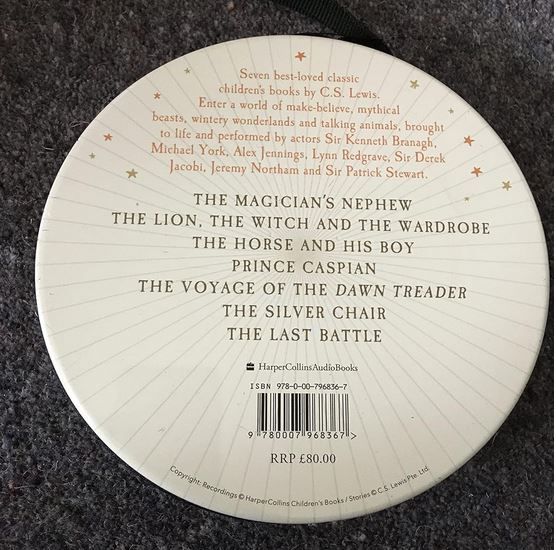 Seven best-loved classic
children's books by C.S. Lewis.
Enter a world of make-believe, mythical
beasts, wintery wonderlands and talking animals, brought
to life and performed by actors Sir Kenneth Branagh,
Michael York, Alex Jennings, Lynn Redgrave, Sir Derek
Jacobi, Jeremy Northam and Sir Patrick Stewart.
THE MAGICIAN'S NEPHEW
THE LION, THE WITCH AND THE WARDROBE
THE HORSE AND HIS BOY
PRINCE CASPIAN
THE VOYAGE OF THE DAWN TREADER
THE SILVER CHAIR
THE LAST BATTLE
HarperCollinsAudioBooks
ISBN 978-0-00-796836-7
9 780007 968367 >
RRP £80.00
Copyright: Recordings © HarperCollins Children's Books / Stories © C.S. Lewis Pte. Ltd